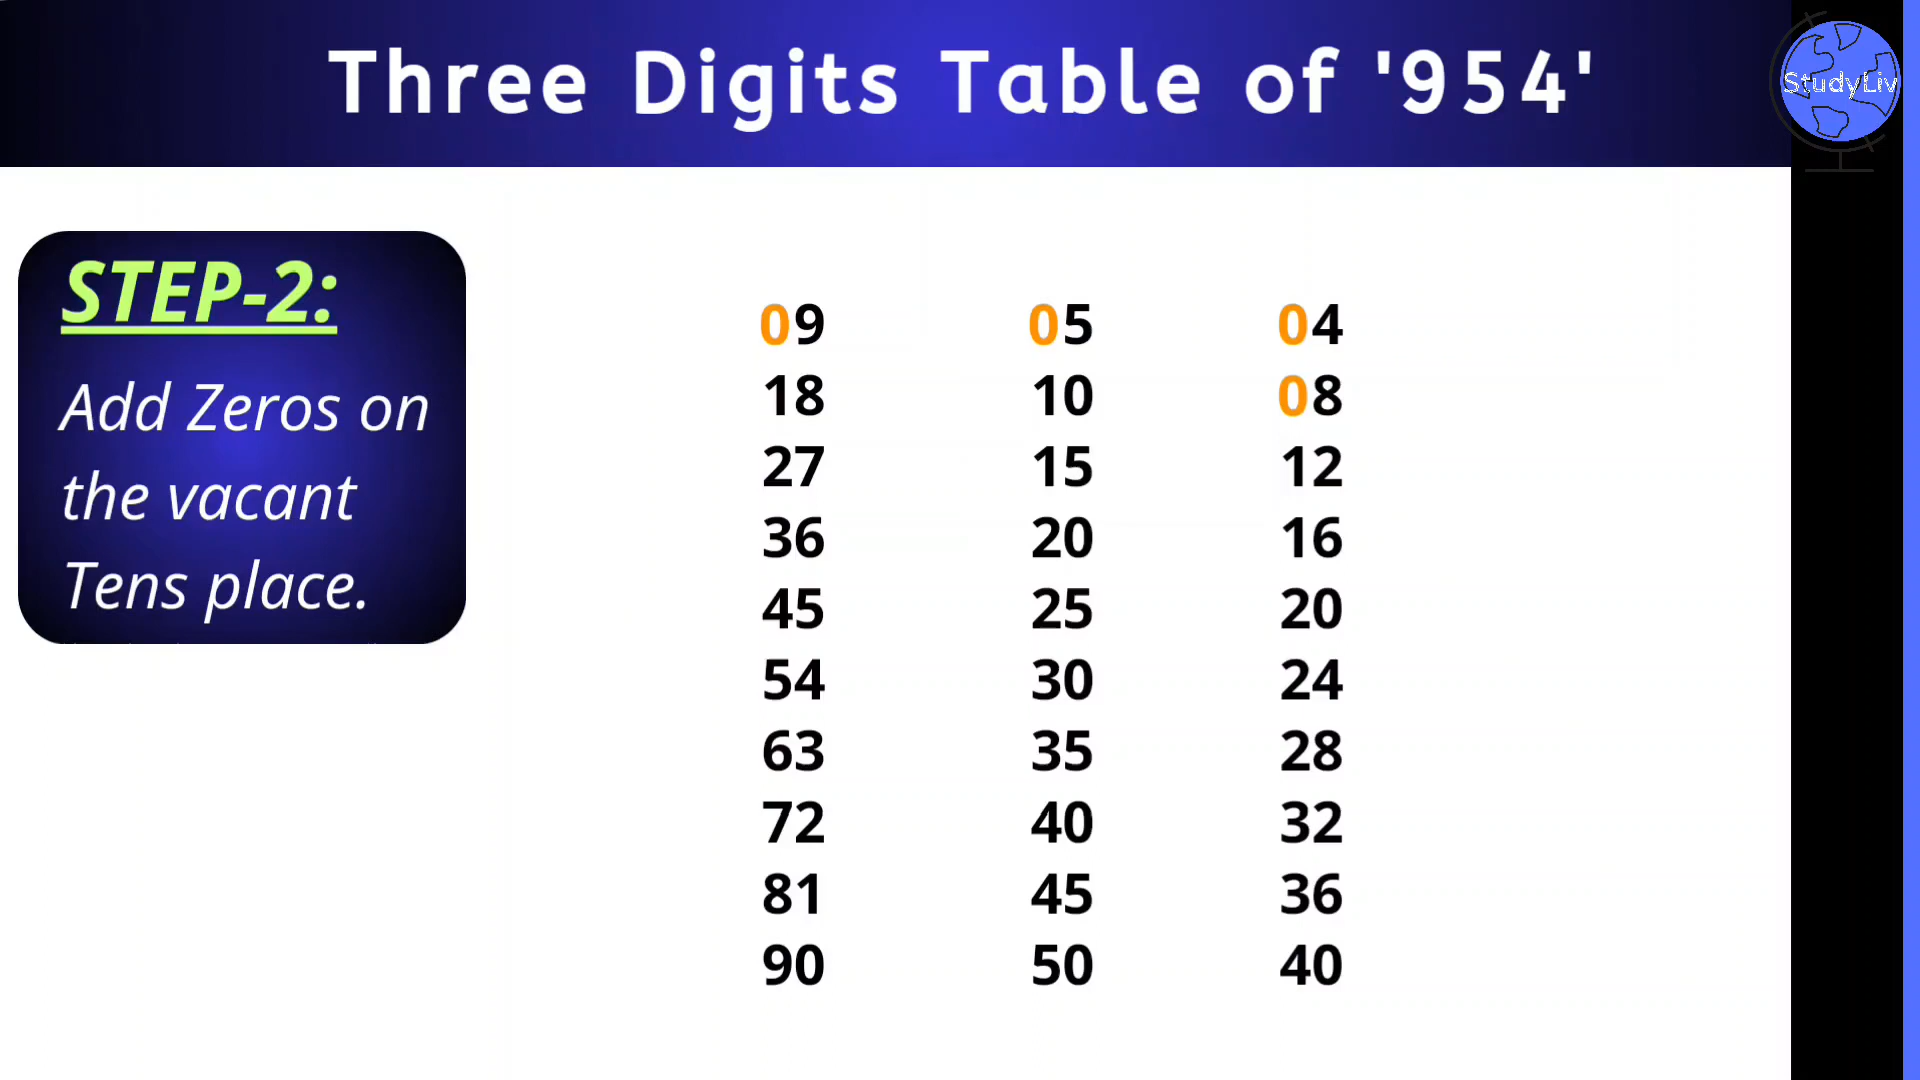 Three Digits Table of '954'
StudyLiv
STEP-2:
Add Zeros on
the vacant
Tens place.
09 05 04
18 10 08
27 15 12
36 20 16
45 25 20
54 30 24
63 35 28
72 40 32
81 45 36
90 50 40